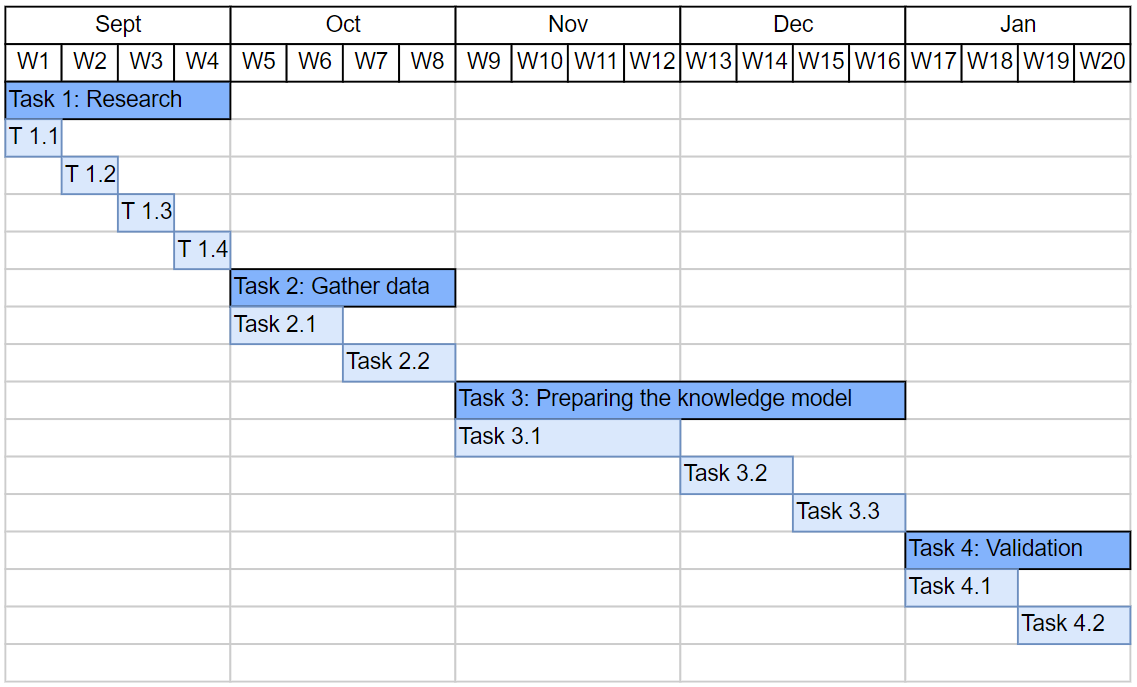 Sept Oct Nov Dec Jan
W1 W2 W3 W4 W5 W6 W7 W8 W9 W10 W11 W12 W13 W14 W15 W16 W17 W18 W19 W20
Task 1: Research
T 1.1
T 1.2
T 1.3
T 1.4
Task 2: Gather data
Task 2.1
Task 2.2
Task 3: Preparing the knowledge model
Task 3.1
Task 3.2
Task 3.3
Task 4: Validation
Task 4.1
Task 4.2